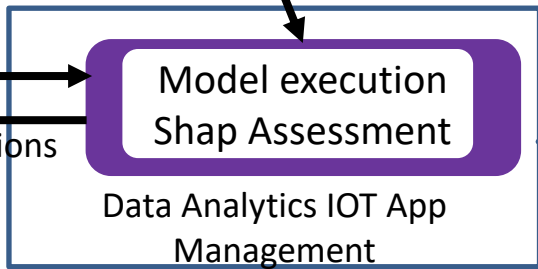 Model execution
Shap Assessment
ions
Data Analytics IOT App
Management